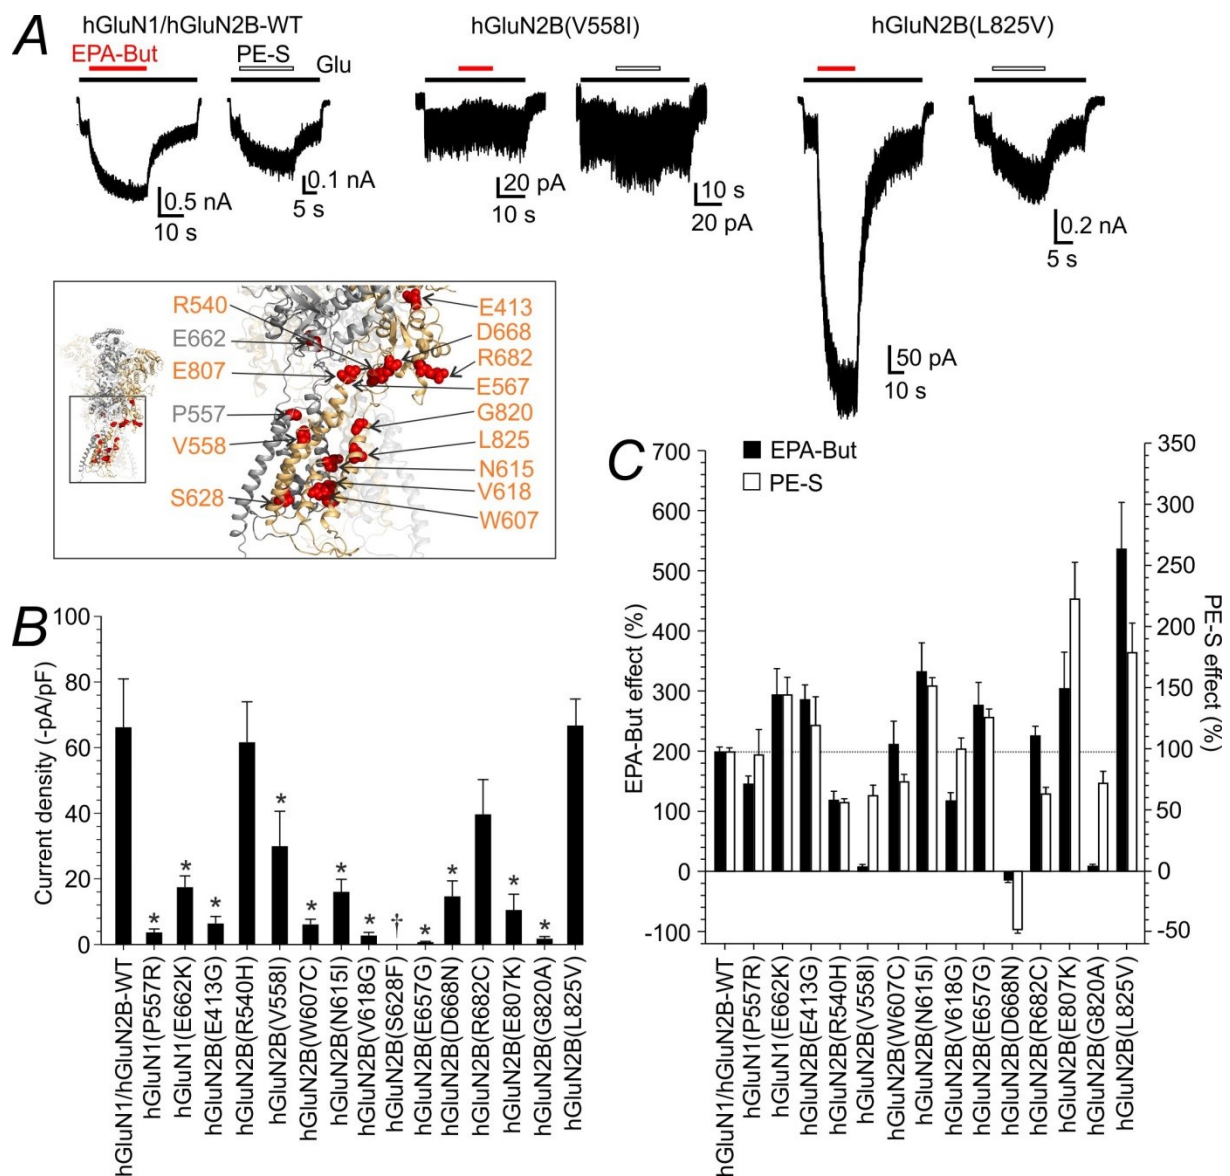 A
hGluN1/hGluN2B-WT
EPA-But
PE-S
Glu
0.5 nA
10 s
0.1 nA
5 s
hGluN2B(V558I)
20 pA
10 s
10 s
20 pA
hGluN2B(L825V)
50 pA
10 s
0.2 nA
5 s
R540
E662
E807
P557
V558
S628
E413
D668
R682
E567
G820
L825
N615
V618
W607
B
Current density (-pA/pF)
100
80
60
40
20
0
*
*
*
*
*
*
*
†
*
*
*
*
hGluN1/hGluN2B-WT
hGluN1(P557R)
hGluN1(E662K)
hGluN2B(E413G)
hGluN2B(R540H)
hGluN2B(V558I)
hGluN2B(W607C)
hGluN2B(N615I)
hGluN2B(V618G)
hGluN2B(S628F)
hGluN2B(E657G)
hGluN2B(D668N)
hGluN2B(R682C)
hGluN2B(E807K)
hGluN2B(G820A)
hGluN2B(L825V)
C
EPA-But
PE-S
EPA-But effect (%)
700
600
500
400
300
200
100
0
-100
PE-S effect (%)
350
300
250
200
150
100
50
0
-50
hGluN1/hGluN2B-WT
hGluN1(P557R)
hGluN1(E662K)
hGluN2B(E413G)
hGluN2B(R540H)
hGluN2B(V558I)
hGluN2B(W607C)
hGluN2B(N615I)
hGluN2B(V618G)
hGluN2B(E657G)
hGluN2B(D668N)
hGluN2B(R682C)
hGluN2B(E807K)
hGluN2B(G820A)
hGluN2B(L825V)